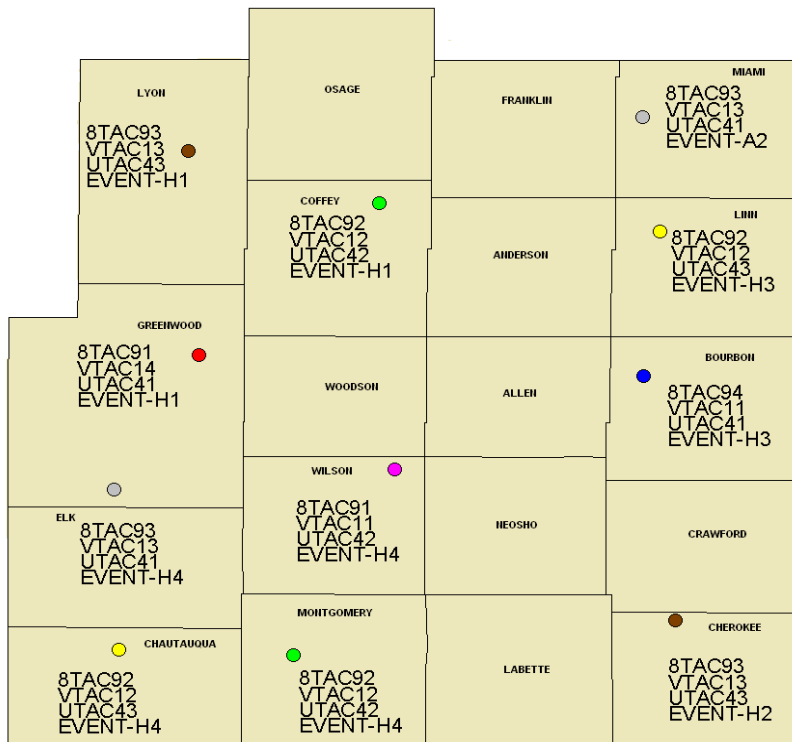 LYON
8TAC93
VTAC13
UTAC43
EVENT-H1
OSAGE
FRANKLIN
MIAMI
8TAC93
VTAC13
UTAC41
EVENT-A2
COFFEY
8TAC92
VTAC12
UTAC42
EVENT-H1
ANDERSON
LINN
8TAC92
VTAC12
UTAC43
EVENT-H3
GREENWOOD
8TAC91
VTAC14
UTAC41
EVENT-H1
WOODSON
ALLEN
BOURBON
8TAC94
VTAC11
UTAC41
EVENT-H3
ELK
8TAC93
VTAC13
UTAC41
EVENT-H4
WILSON
8TAC91
VTAC11
UTAC42
EVENT-H4
NEOSHO
CRAWFORD
CHAUTAUQUA
8TAC92
VTAC12
UTAC43
EVENT-H4
MONTGOMERY
8TAC92
VTAC12
UTAC42
EVENT-H4
LABETTE
CHEROKEE
8TAC93
VTAC13
UTAC43
EVENT-H2